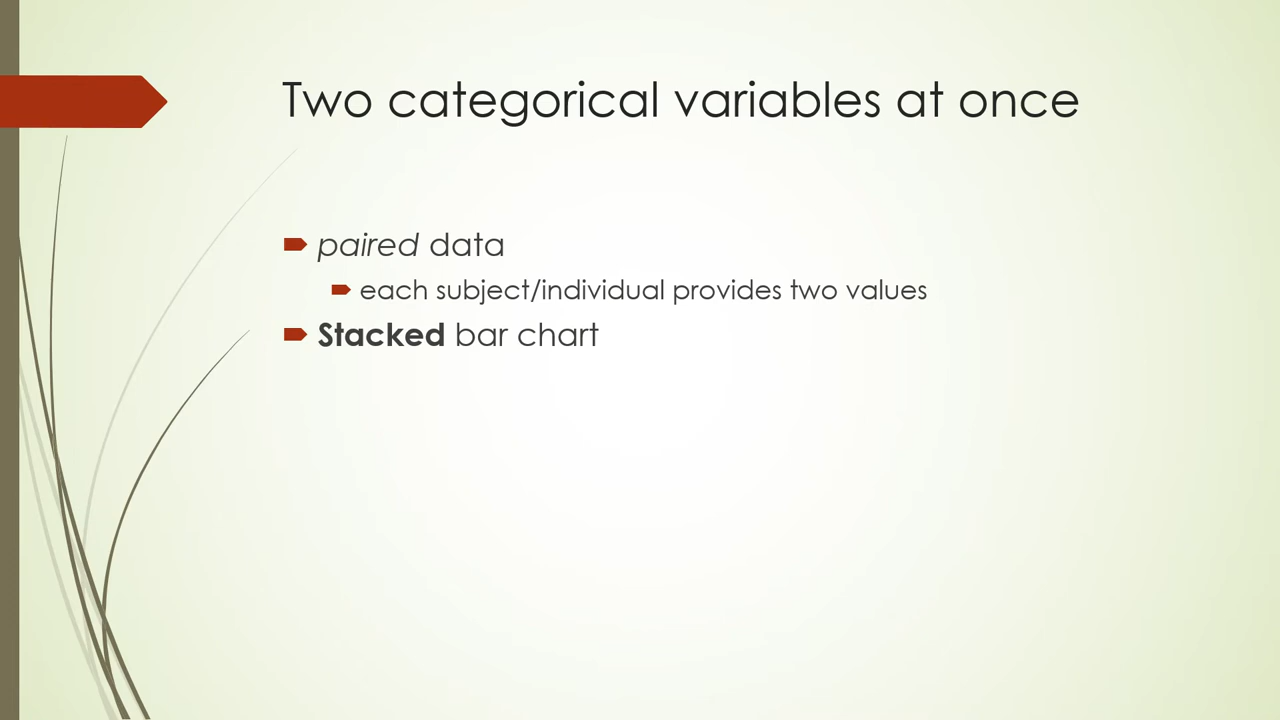 Two categorical variables at once
paired data
each subject/individual provides two values
Stacked bar chart